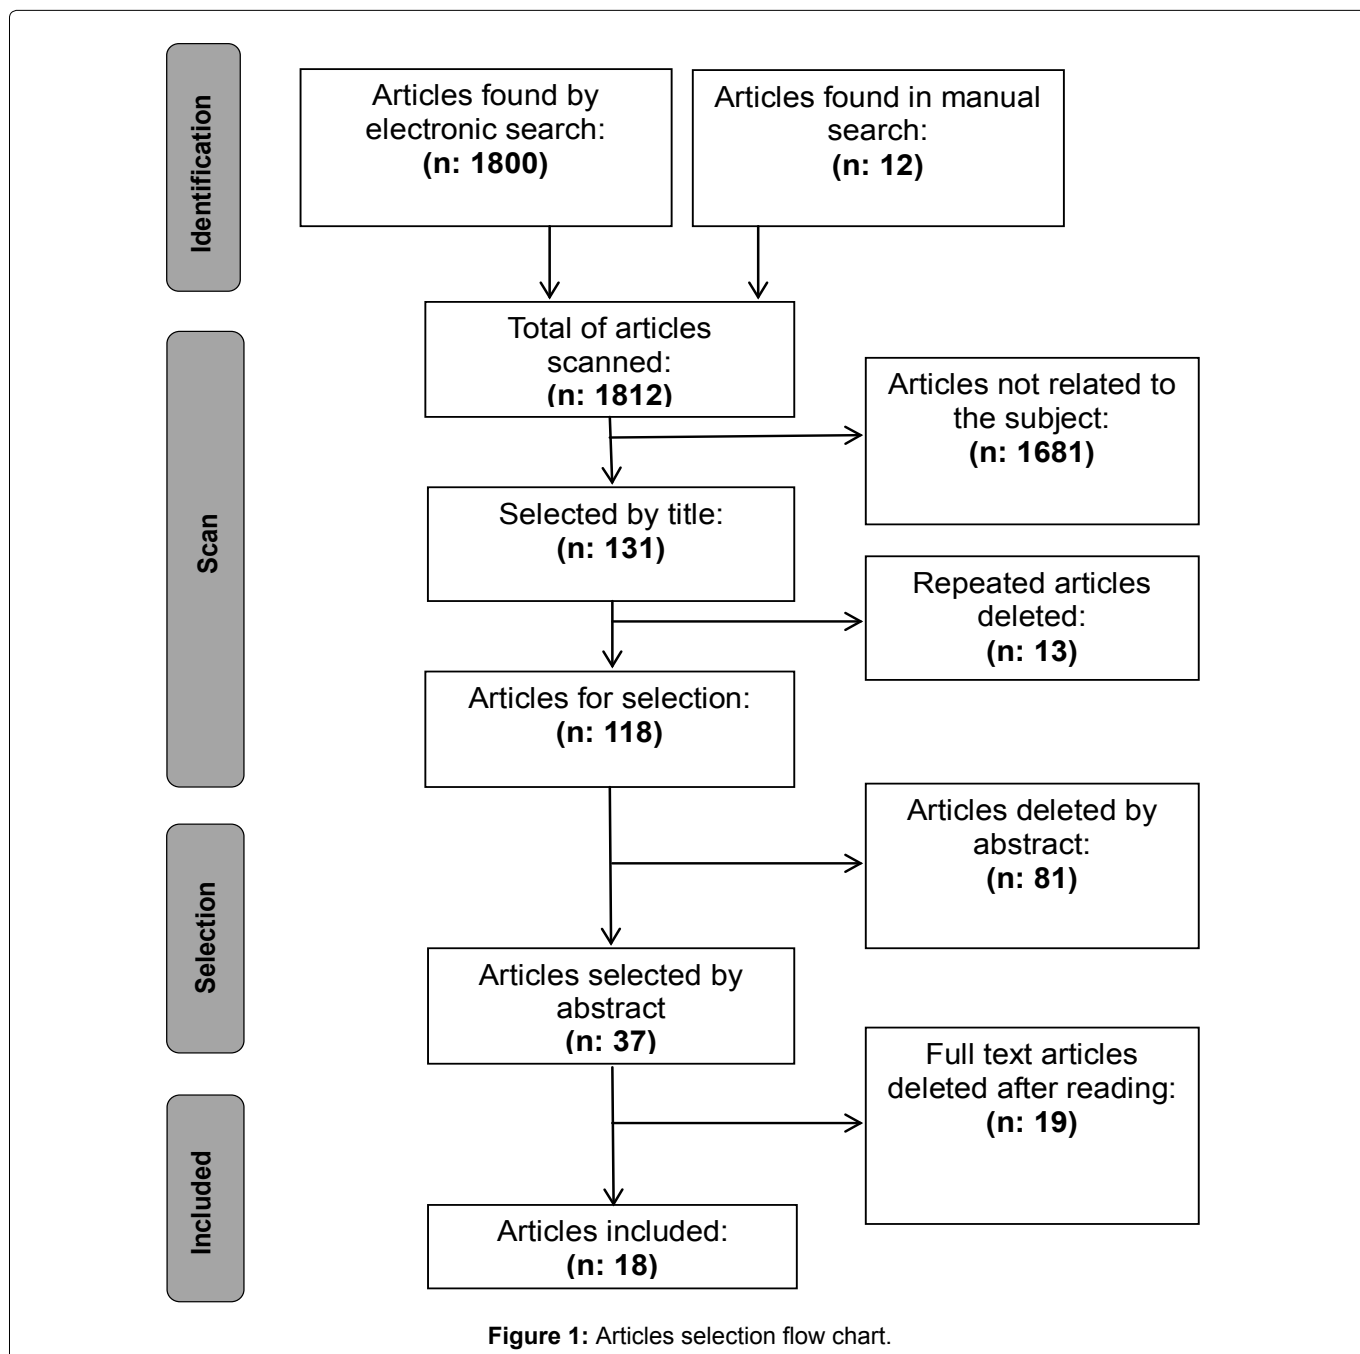 Identification
Articles found by
electronic search:
(n: 1800)
Articles found in manual
search:
(n: 12)
Scan
Total of articles
scanned:
(n: 1812)
Articles not related to
the subject:
(n: 1681)
Selected by title:
(n: 131)
Repeated articles
deleted:
(n: 13)
Articles for selection:
(n: 118)
Selection
Articles deleted by
abstract:
(n: 81)
Articles selected by
abstract
(n: 37)
Included
Full text articles
deleted after reading:
(n: 19)
Articles included:
(n: 18)
Figure 1: Articles selection flow chart.